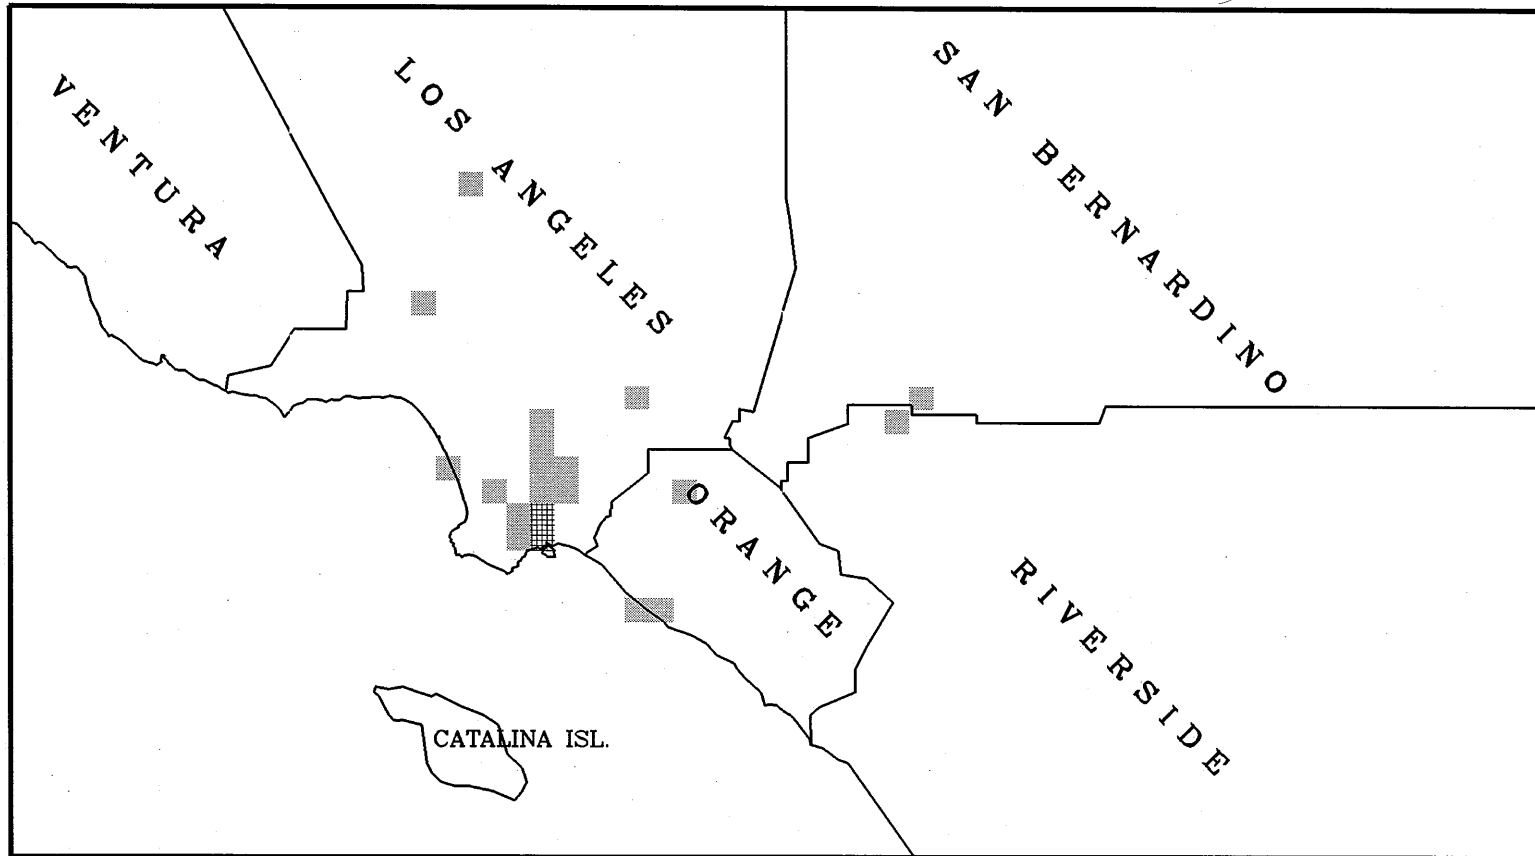 VENTURA
LOS ANGELES
SAN BERNARDINO
ORANGE
RIVERSIDE
CATALINA ISL.